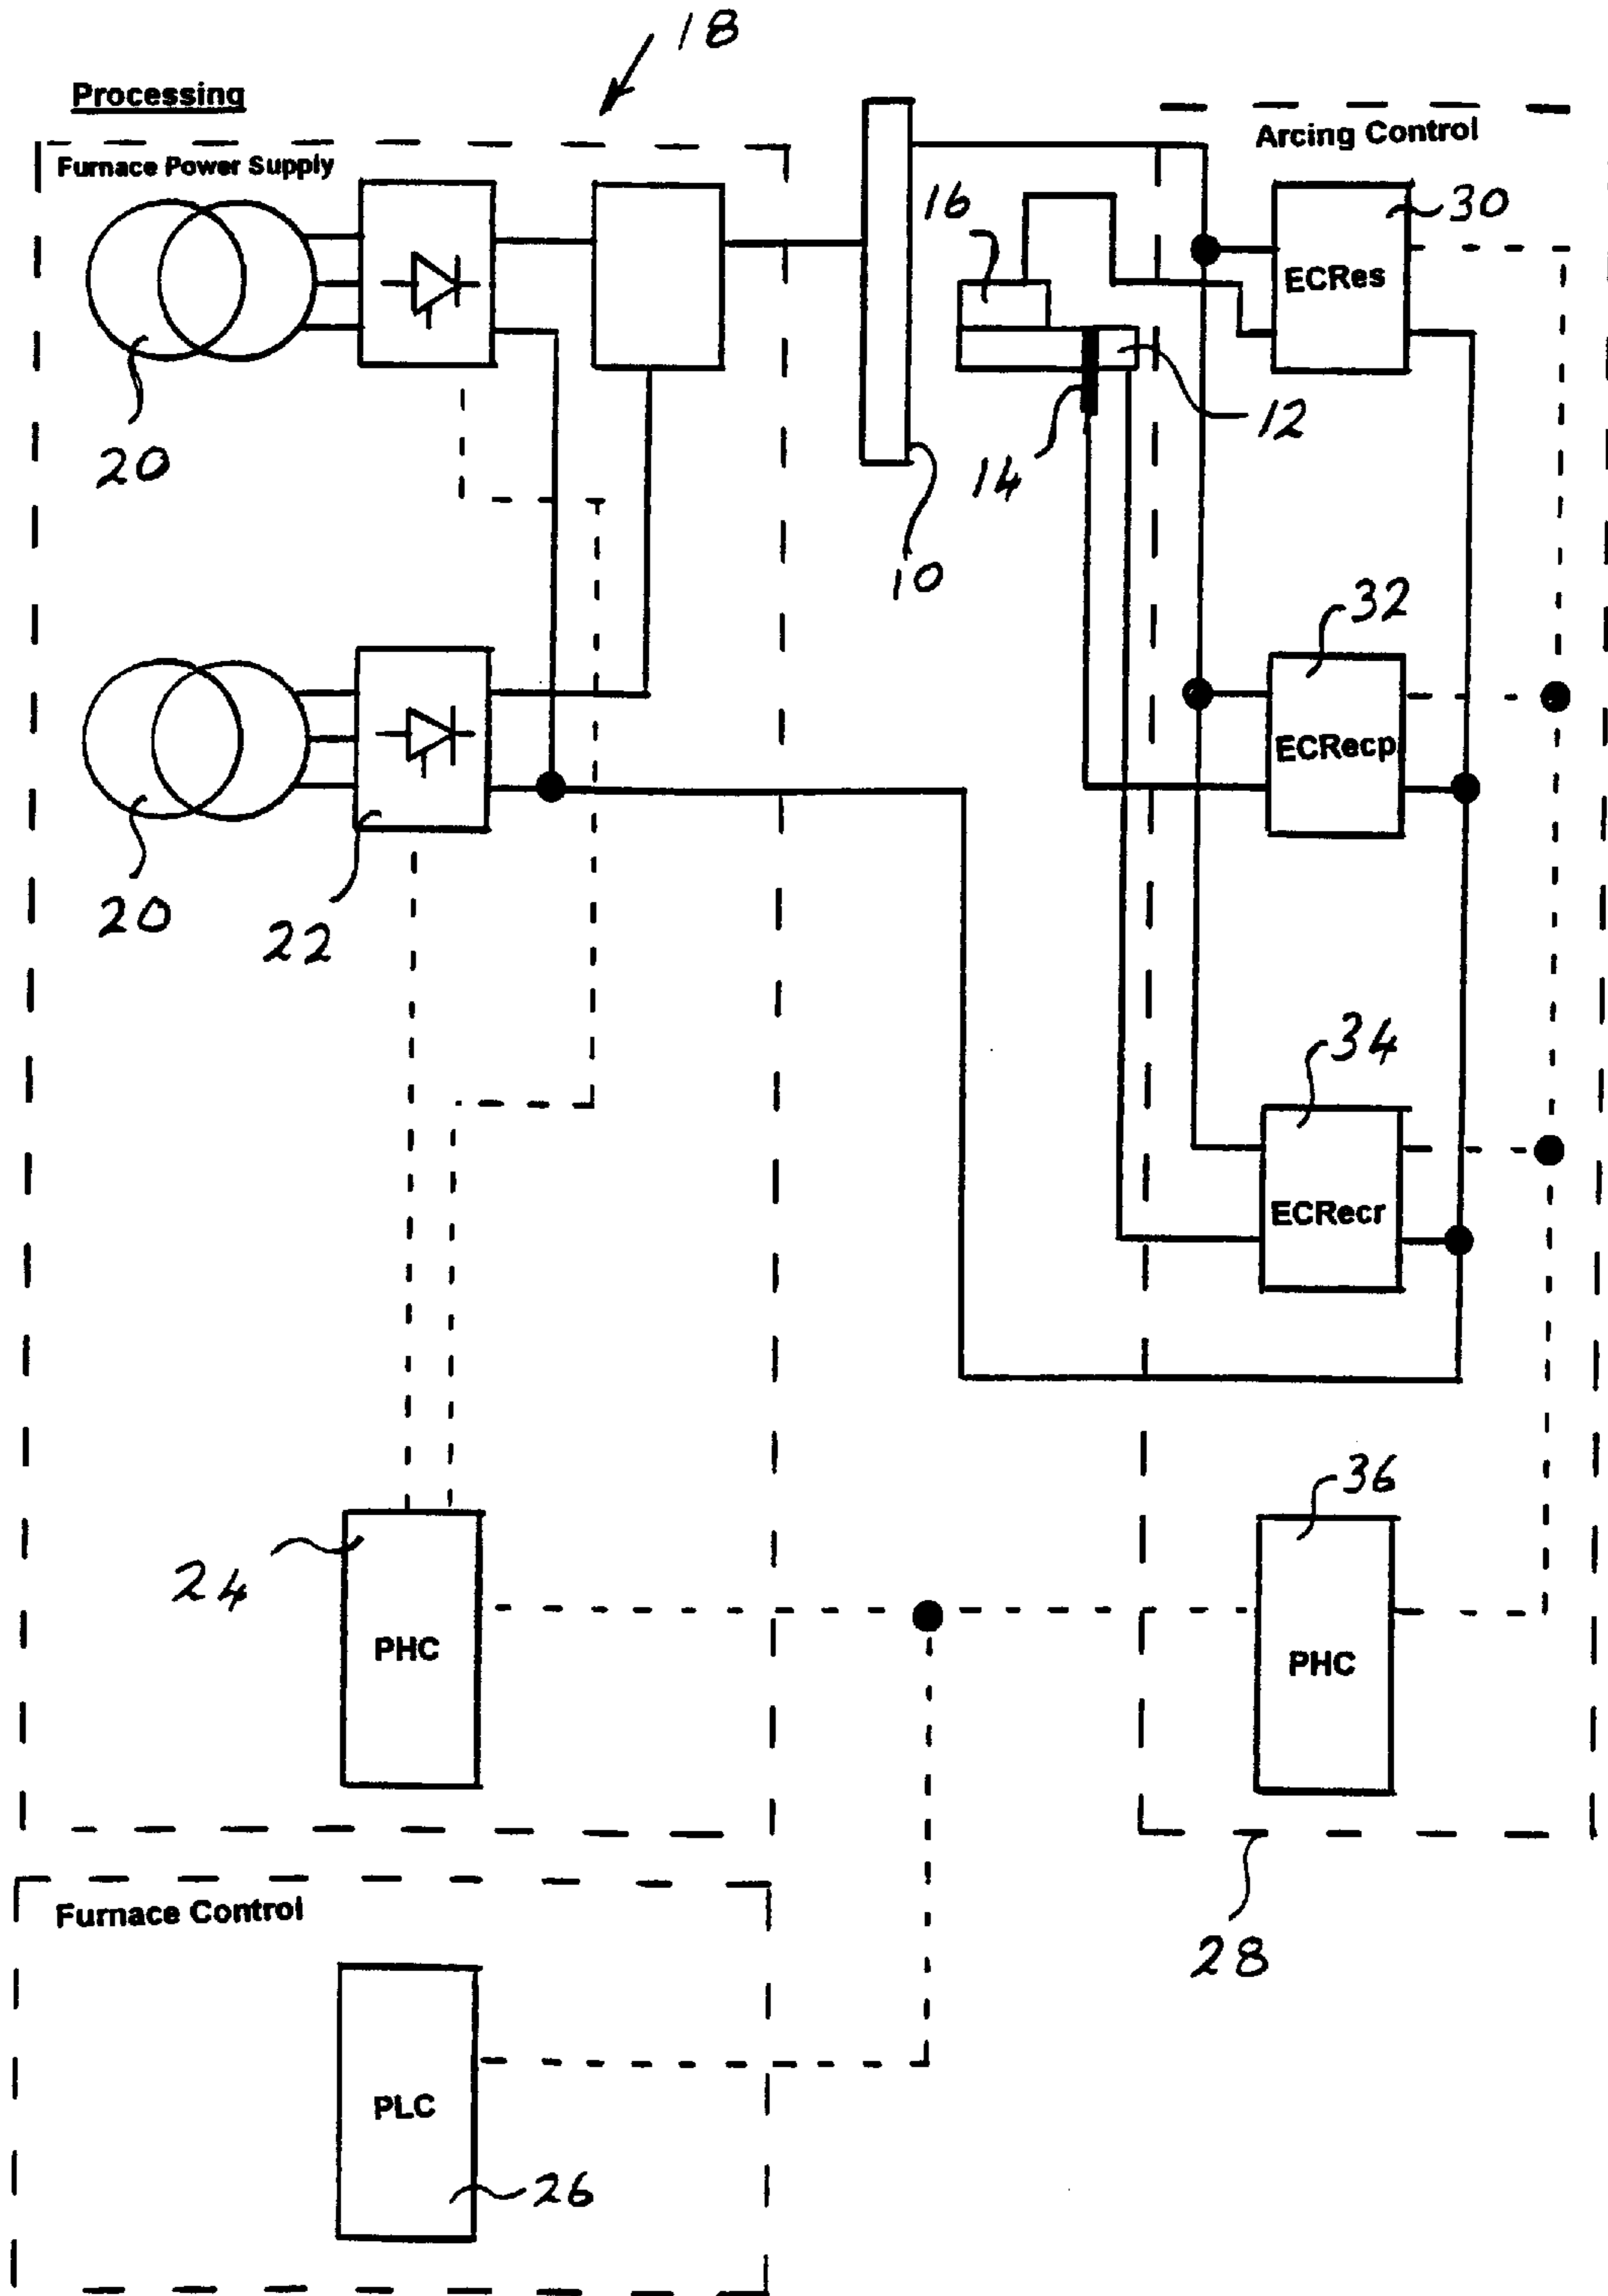 18
Processing
Arcing Control
Furnace Power Supply
16
30
ECRes
12
20
14
10
32
ECRecp
20
22
34
ECRecr
36
24
PHC
PHC
Furnace Control
28
PLC
26